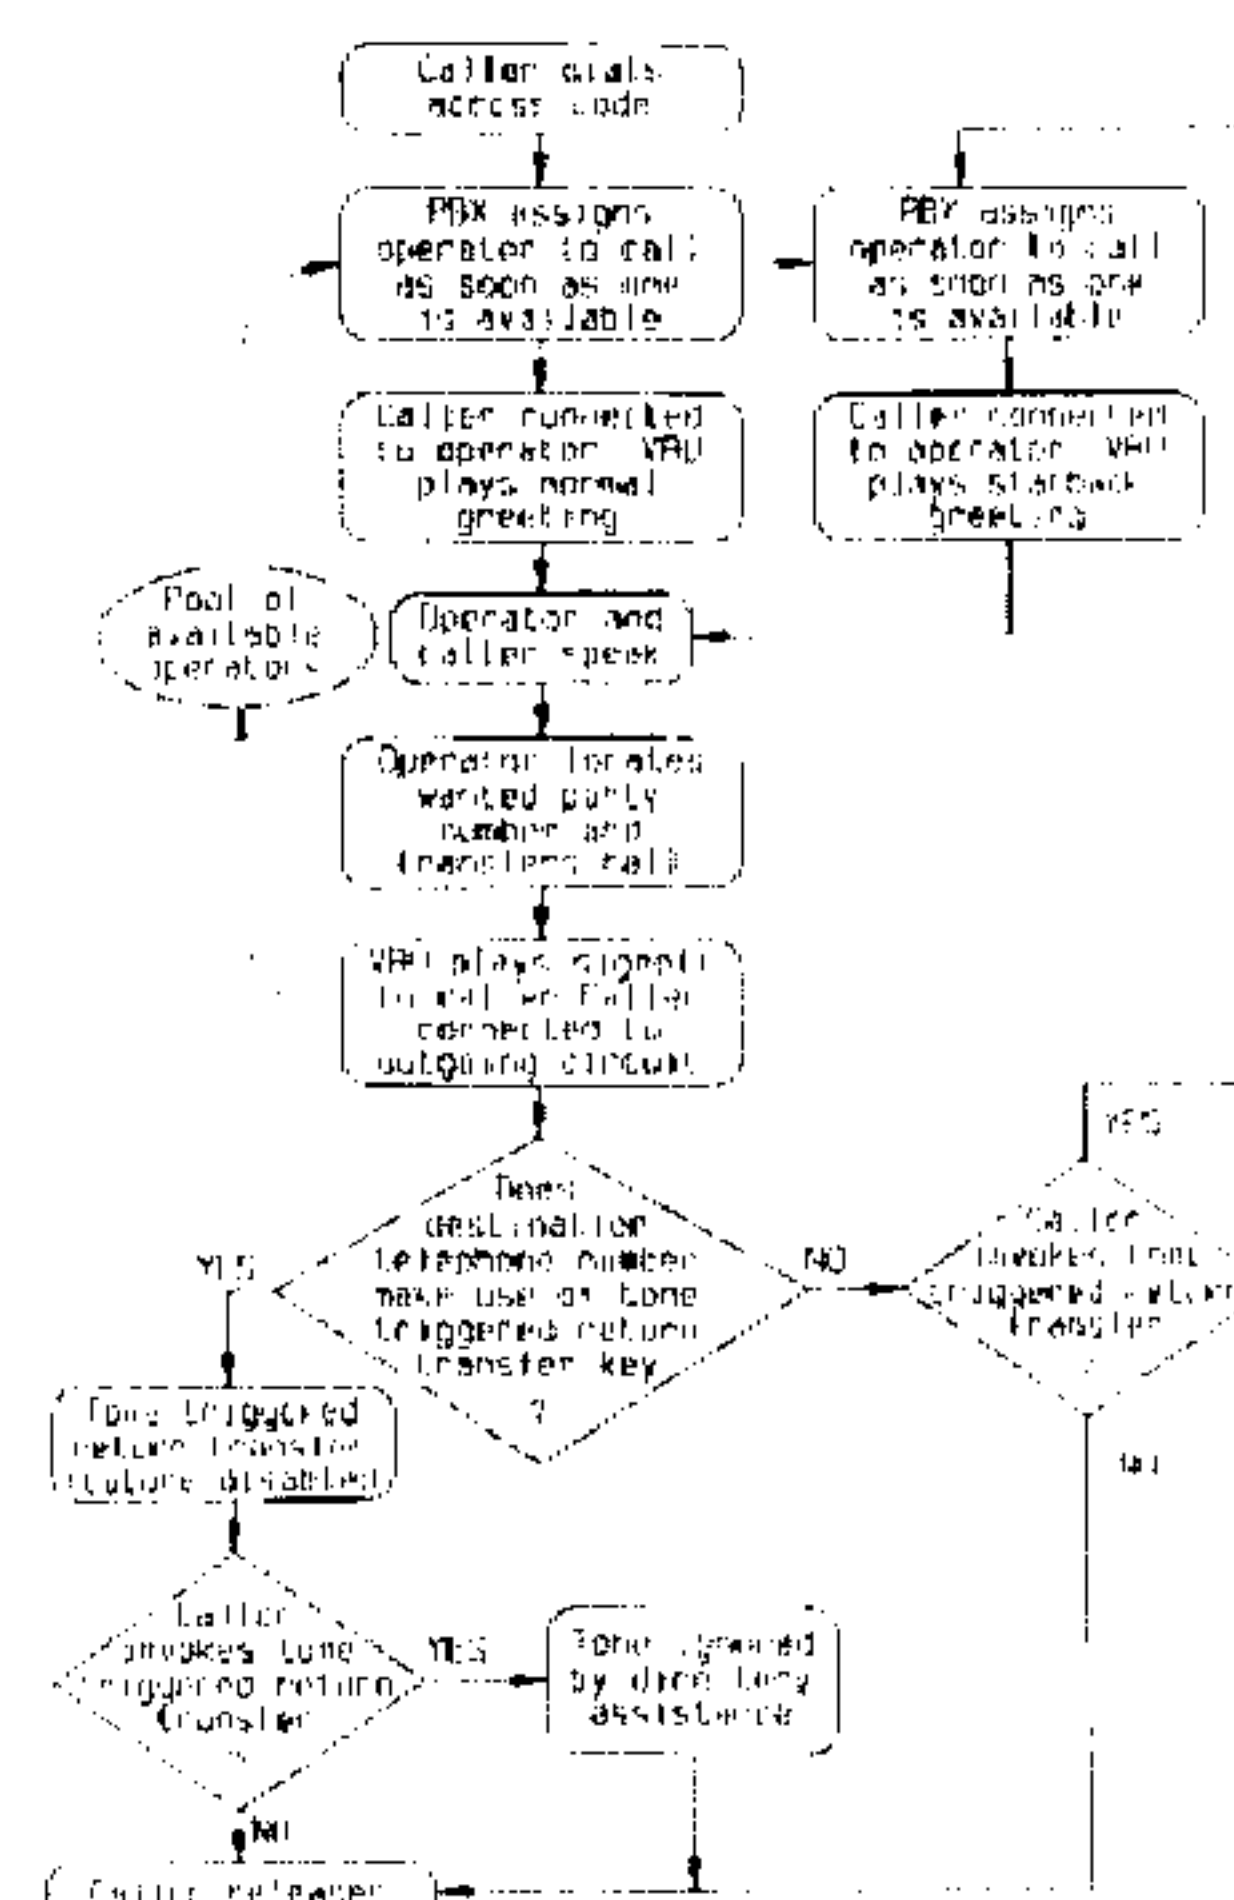 Caller dials
access code
PBX assigns
operator to call
as soon as one
is available
PBX assigns
operator to call
as soon as one
is available
Caller connected
to operator VRU
plays normal
greeting
Caller connected
to operator VRU
plays starback
greeting
Pool of
available
operators
Operator and
caller speak
Operator locates
wanted party
number and
transfers call
VRU plays signal
to caller Caller
connected to
outgoing circuit
YES
Does
destination
telephone number
make use of tone
triggered return
transfer key
?
NO
Caller
invokes tone
triggered return
transfer
YES
Tone triggered
return transfer
feature disabled
NO
Caller
invokes tone
triggered return
transfer
?
YES
Tone ignored
by directory
assistance
NO
Caller releases